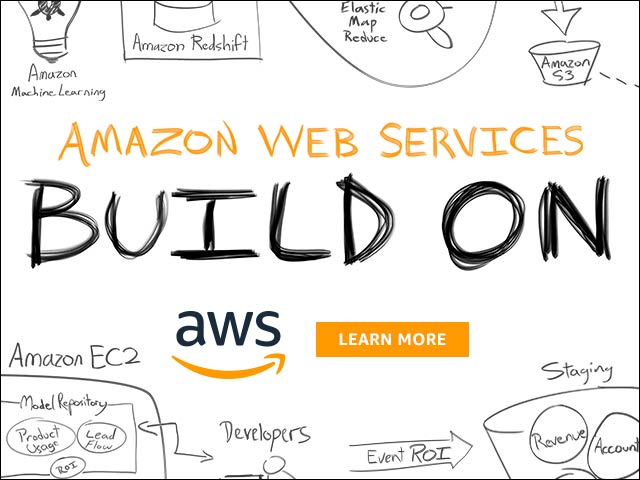 Elastic
Map
Reduce
Amazon Redshift
Amazon
S3
Amazon
Machine Learning
AMAZON WEB SERVICES
BUILD ON
aws
LEARN MORE
Amazon EC2
Staging
Model Repository
Product
Usage
Lead
Flow
ROI
Developers
Event ROI
Revenue
Account